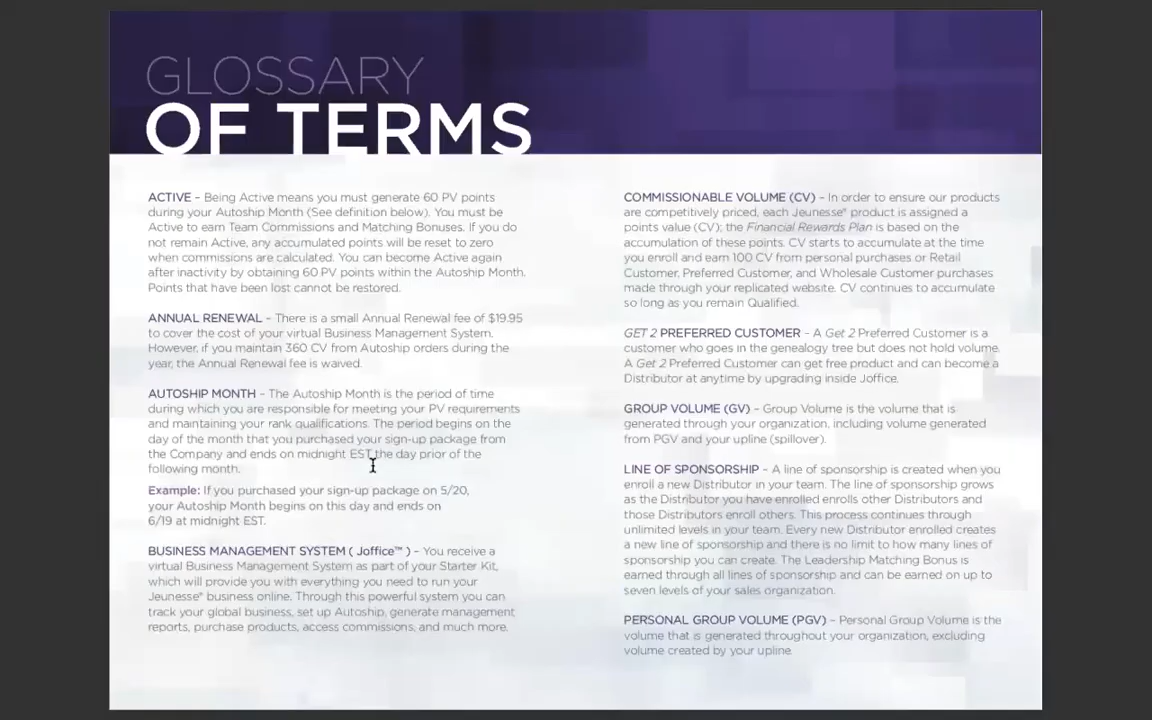 GLOSSARY
OF TERMS
ACTIVE – Being Active means you must generate 60 PV points
during your Autoship Month (See definition below). You must be
Active to earn Team Commissions and Matching Bonuses. If you do
not remain Active, any accumulated points will be reset to zero
when commissions are calculated. You can become Active again
after inactivity by obtaining 60 PV points within the Autoship Month.
Points that have been lost cannot be restored.
ANNUAL RENEWAL – There is a small Annual Renewal fee of $19.95
to cover the cost of your virtual Business Management System.
However, if you maintain 360 CV from Autoship orders during the
year, the Annual Renewal fee is waived.
AUTOSHIP MONTH – The Autoship Month is the period of time
during which you are responsible for meeting your PV requirements
and maintaining your rank qualifications. The period begins on the
day of the month that you purchased your sign-up package from
the Company and ends on midnight EST the day prior of the
following month.
Example: If you purchased your sign-up package on 5/20,
your Autoship Month begins on this day and ends on
6/19 at midnight EST.
BUSINESS MANAGEMENT SYSTEM ( Joffice™ ) – You receive a
virtual Business Management System as part of your Starter Kit,
which will provide you with everything you need to run your
Jeunesse® business online. Through this powerful system you can
track your global business, set up Autoship, generate management
reports, purchase products, access commissions, and much more.
COMMISSIONABLE VOLUME (CV) – In order to ensure our products
are competitively priced, each Jeunesse® product is assigned a
points value (CV); the Financial Rewards Plan is based on the
accumulation of these points. CV starts to accumulate at the time
you enroll and earn 100 CV from personal purchases or Retail
Customer, Preferred Customer, and Wholesale Customer purchases
made through your replicated website. CV continues to accumulate
so long as you remain Qualified.
GET 2 PREFERRED CUSTOMER – A Get 2 Preferred Customer is a
customer who goes in the genealogy tree but does not hold volume.
A Get 2 Preferred Customer can get free product and can become a
Distributor at anytime by upgrading inside Joffice.
GROUP VOLUME (GV) – Group Volume is the volume that is
generated through your organization, including volume generated
from PGV and your upline (spillover).
LINE OF SPONSORSHIP – A line of sponsorship is created when you
enroll a new Distributor in your team. The line of sponsorship grows
as the Distributor you have enrolled enrolls other Distributors and
those Distributors enroll others. This process continues through
unlimited levels in your team. Every new Distributor enrolled creates
a new line of sponsorship and there is no limit to how many lines of
sponsorship you can create. The Leadership Matching Bonus is
earned through all lines of sponsorship and can be earned on up to
seven levels of your sales organization.
PERSONAL GROUP VOLUME (PGV) – Personal Group Volume is the
volume that is generated throughout your organization, excluding
volume created by your upline.